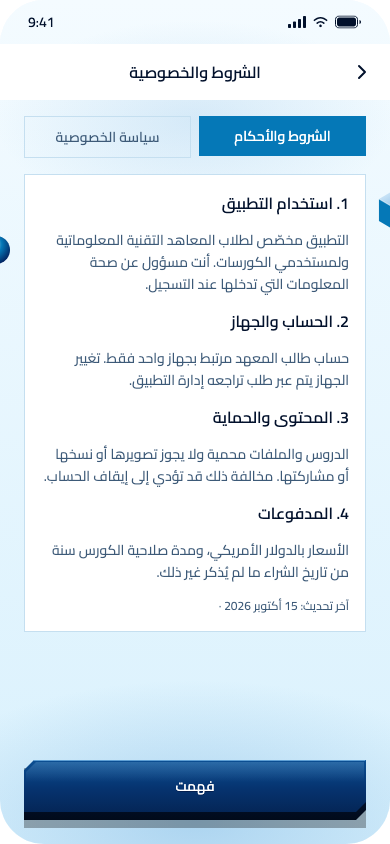 9:41
الشروط والخصوصية
الشروط والأحكام
سياسة الخصوصية
1. استخدام التطبيق
التطبيق مخصّص لطلاب المعاهد التقنية المعلوماتية
ولمستخدمي الكورسات. أنت مسؤول عن صحة
المعلومات التي تدخلها عند التسجيل.
2. الحساب والجهاز
حساب طالب المعهد مرتبط بجهاز واحد فقط. تغيير
الجهاز يتم عبر طلب تراجعه إدارة التطبيق.
3. المحتوى والحماية
الدروس والملفات محمية ولا يجوز تصويرها أو نسخها
أو مشاركتها. مخالفة ذلك قد تؤدي إلى إيقاف الحساب.
4. المدفوعات
الأسعار بالدولار الأمريكي، ومدة صلاحية الكورس سنة
من تاريخ الشراء ما لم يُذكر غير ذلك.
آخر تحديث: 15 أكتوبر 2026 ·
فهمت